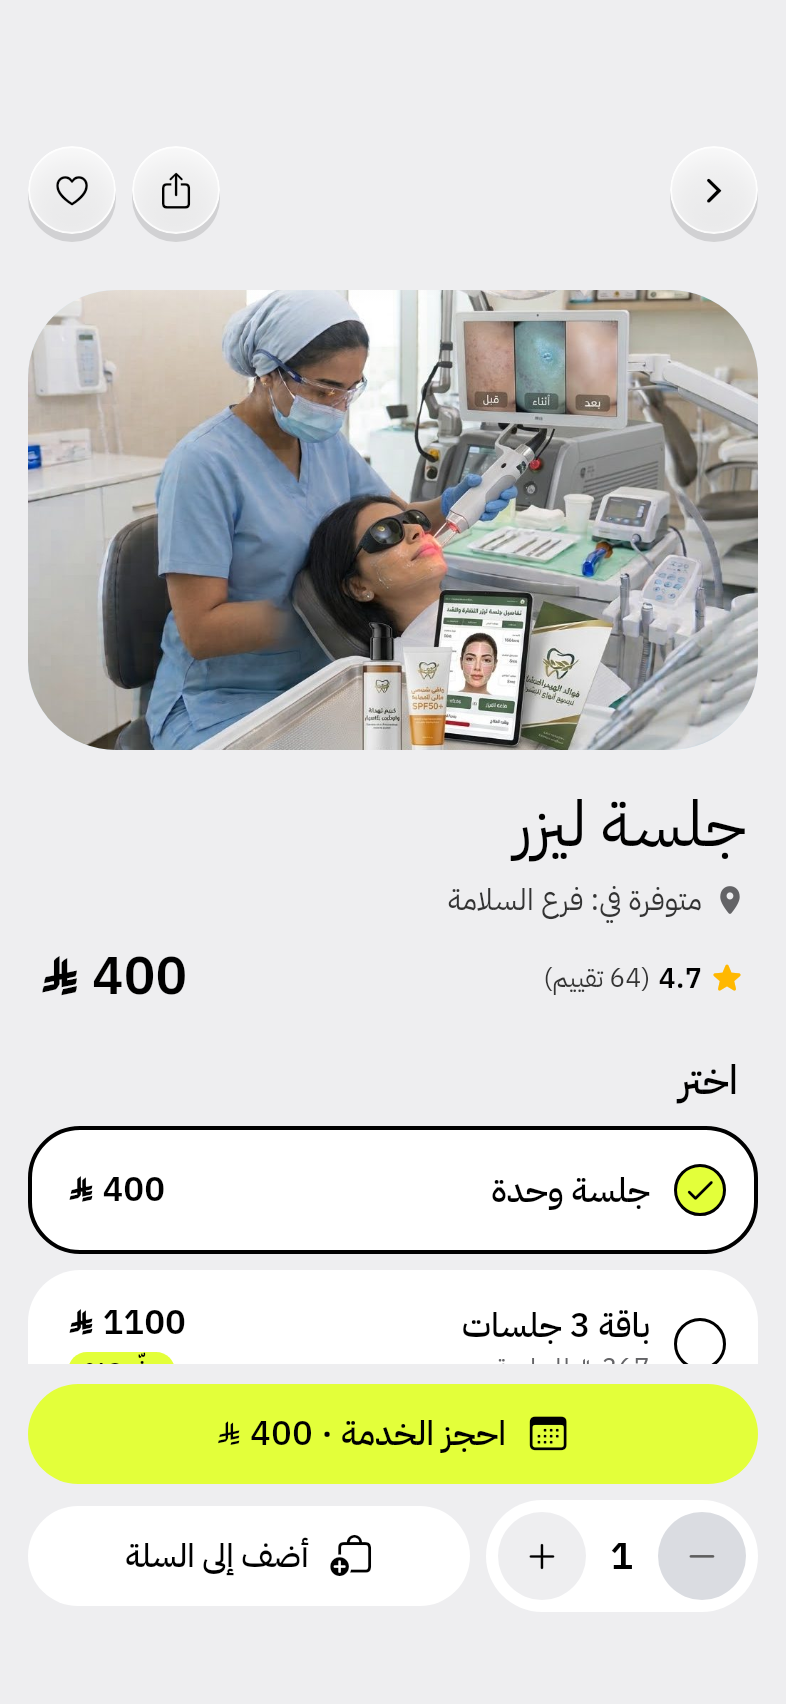 قبل
أثناء
بعد
SPF50+
جلسة ليزر
متوفرة في: فرع السلامة
4.7 (64 تقييم)
400
اختر
جلسة وحدة
400
باقة 3 جلسات
1100
احجز الخدمة · 400
1
أضف إلى السلة